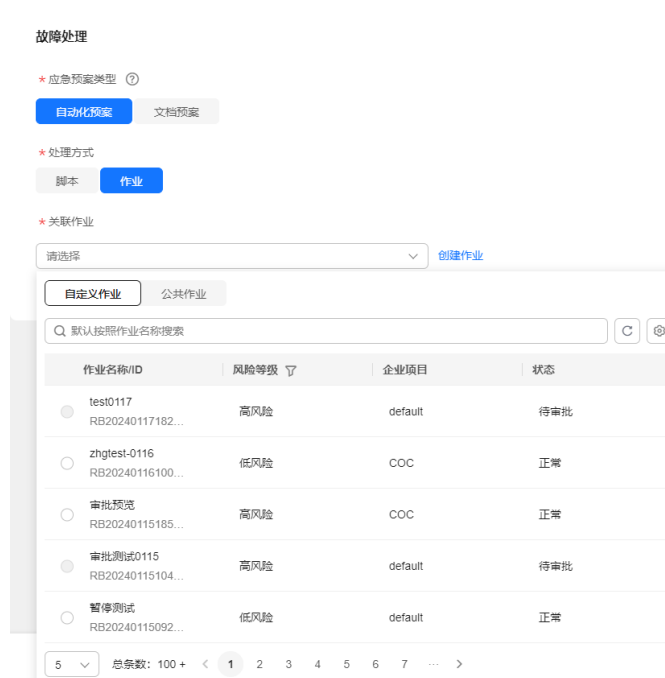 故障处理
* 应急预案类型 ?
自动化预案 文档预案
* 处理方式
脚本 作业
* 关联作业
请选择 创建作业
自定义作业 公共作业
默认按照作业名称搜索
作业名称/ID 风险等级 企业项目 状态
test0117
RB20240117182... 高风险 default 待审批
zhgtest-0116
RB20240116100... 低风险 COC 正常
审批预览
RB20240115185... 高风险 COC 正常
审批测试0115
RB20240115104... 高风险 default 待审批
暂停测试
RB20240115092... 低风险 default 正常
5 总条数: 100 + < 1 2 3 4 5 6 7 ... >